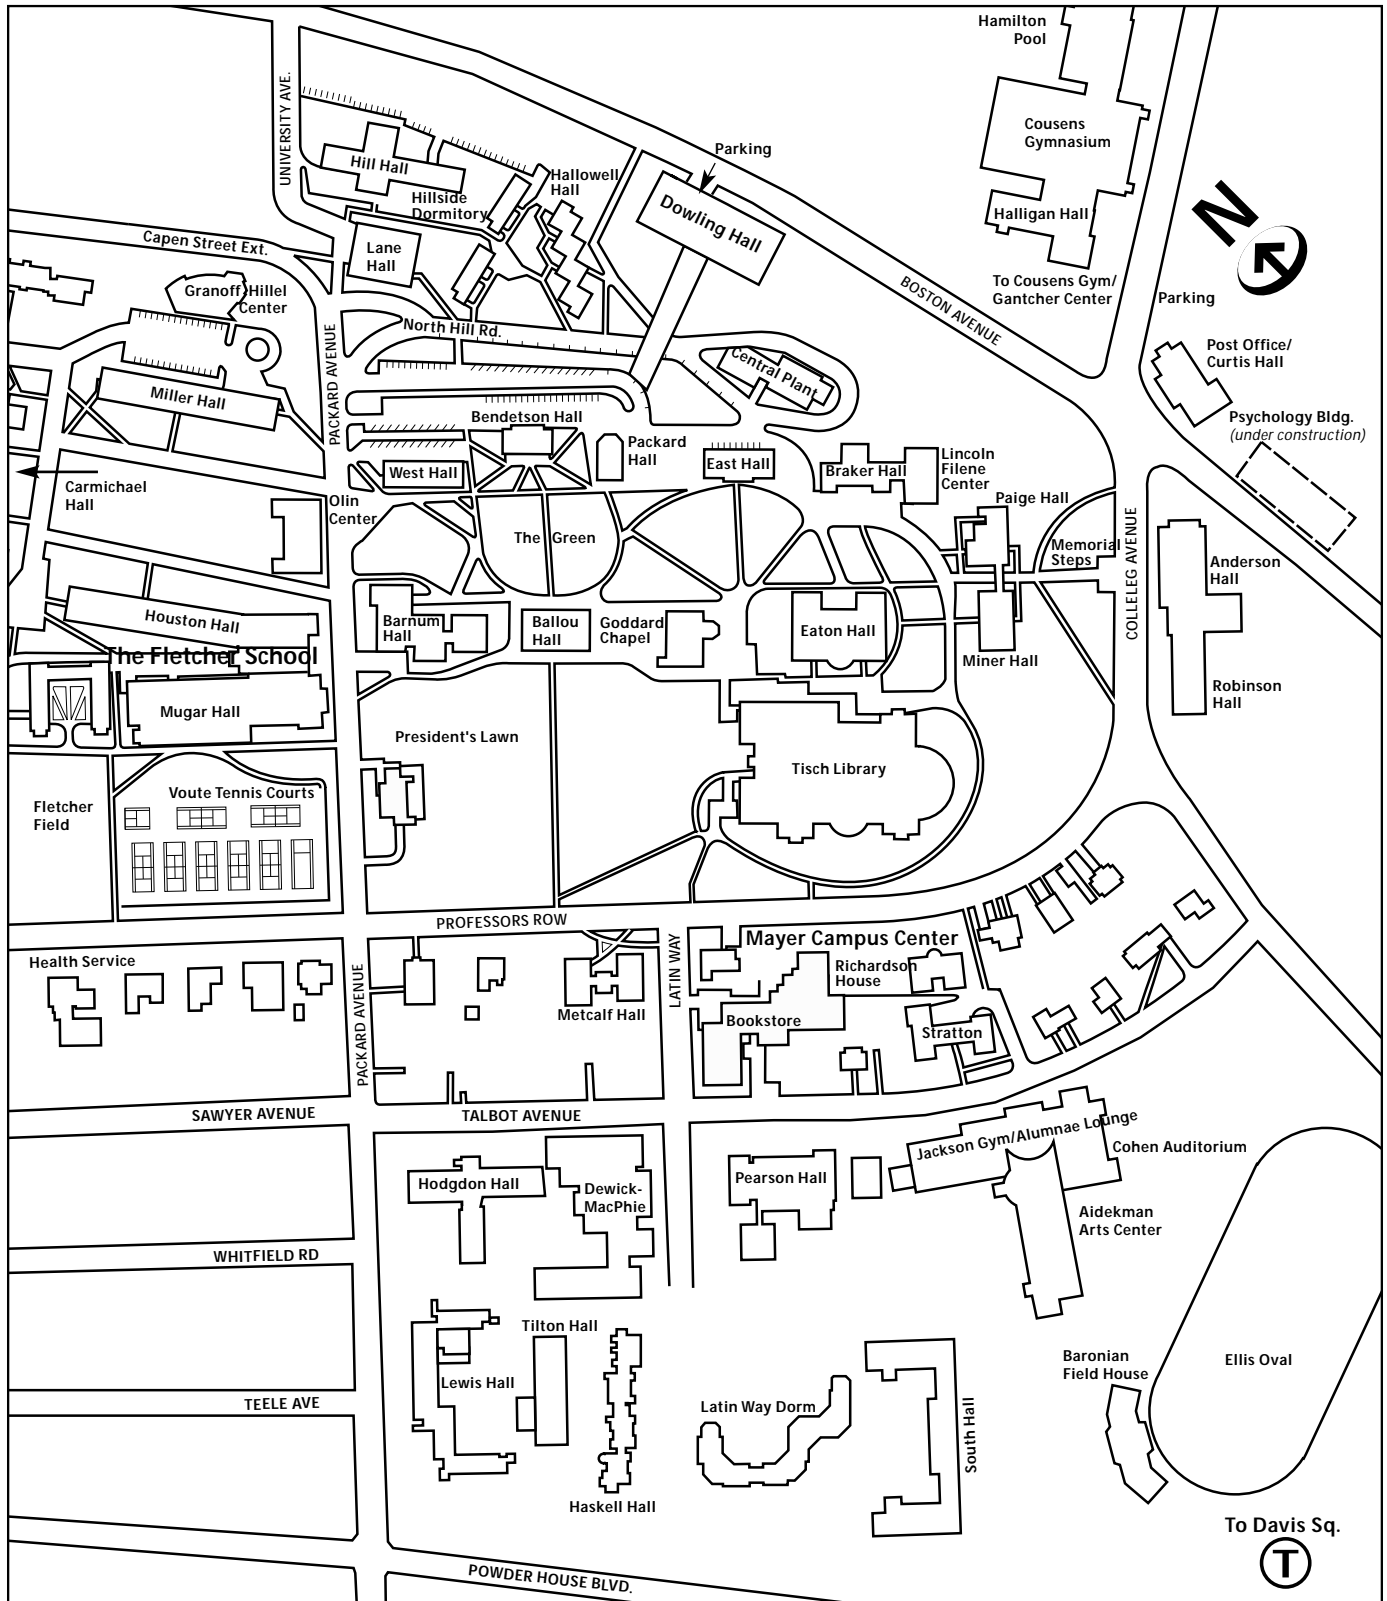 Hamilton
Pool
UNIVERSITY AVE.
Cousens
Gymnasium
Parking
Hill Hall
Hallowell
Hall
Hillside
Dormitory
Dowling Hall
Halligan Hall
N
Capen Street Ext.
Lane
Hall
To Cousens Gym/
Gantcher Center
Parking
Granoff Hillel
Center
BOSTON AVENUE
North Hill Rd.
PACKARD AVENUE
Post Office/
Curtis Hall
Central Plant
Miller Hall
Bendetson Hall
Psychology Bldg.
(under construction)
Packard
Hall
West Hall
East Hall
Braker Hall
Lincoln
Filene
Center
Carmichael
Hall
Olin
Center
Paige Hall
The Green
Memorial
Steps
COLLELEG AVENUE
Anderson
Hall
Houston Hall
Barnum
Hall
Ballou
Hall
Goddard
Chapel
Eaton Hall
Miner Hall
The Fletcher School
Robinson
Hall
Mugar Hall
President's Lawn
Tisch Library
Fletcher
Field
Voute Tennis Courts
PROFESSORS ROW
Mayer Campus Center
Health Service
LATIN WAY
Richardson
House
PACKARD AVENUE
Metcalf Hall
Bookstore
Stratton
SAWYER AVENUE
TALBOT AVENUE
Jackson Gym/Alumnae Lounge
Cohen Auditorium
Hodgdon Hall
Dewick-
MacPhie
Pearson Hall
Aidekman
Arts Center
WHITFIELD RD
Tilton Hall
Baronian
Field House
Ellis Oval
Lewis Hall
TEELE AVE
Latin Way Dorm
South Hall
Haskell Hall
To Davis Sq.
T
POWDER HOUSE BLVD.